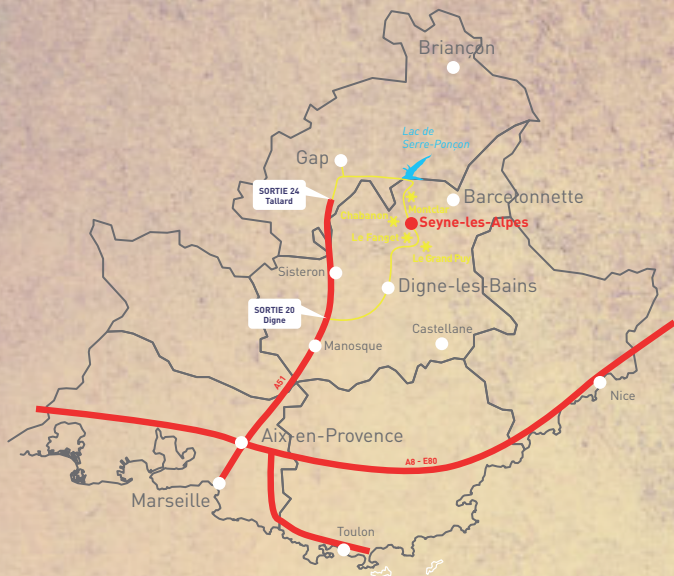 Briançon
Lac de
Serre-Ponçon
Gap
SORTIE 24
Tallard
Barcelonnette
Montclar
Chabanon
Seyne-les-Alpes
Le Fanget
Le Grand Puy
Sisteron
Digne-les-Bains
SORTIE 20
Digne
Castellane
Manosque
A51
Nice
Aix-en-Provence
A8 - E80
Marseille
Toulon